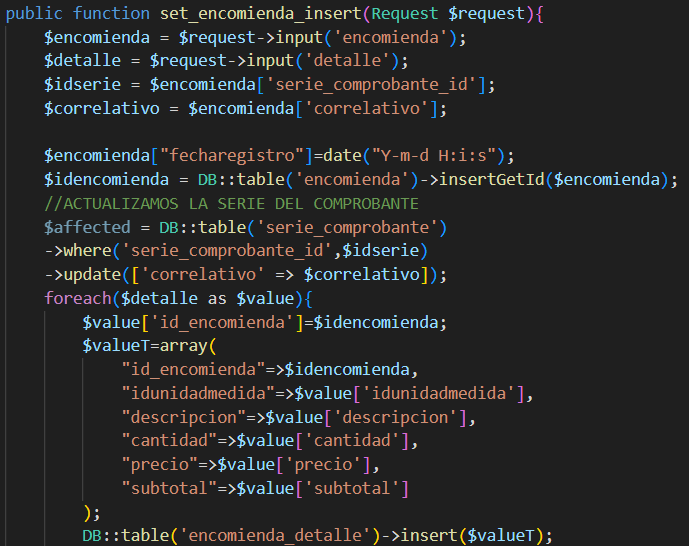 public function set_encomienda_insert(Request $request){
$encomienda = $request->input('encomienda');
$detalle = $request->input('detalle');
$idserie = $encomienda['serie_comprobante_id'];
$correlativo = $encomienda['correlativo'];
$encomienda["fecharegistro"]=date("Y-m-d H:i:s");
$idencomienda = DB::table('encomienda')->insertGetId($encomienda);
//ACTUALIZAMOS LA SERIE DEL COMPROBANTE
$affected = DB::table('serie_comprobante')
->where('serie_comprobante_id',$idserie)
->update(['correlativo' => $correlativo]);
foreach($detalle as $value){
$value['id_encomienda']=$idencomienda;
$valueT=array(
"id_encomienda"=>$idencomienda,
"idunidadmedida"=>$value['idunidadmedida'],
"descripcion"=>$value['descripcion'],
"cantidad"=>$value['cantidad'],
"precio"=>$value['precio'],
"subtotal"=>$value['subtotal']
);
DB::table('encomienda_detalle')->insert($valueT);